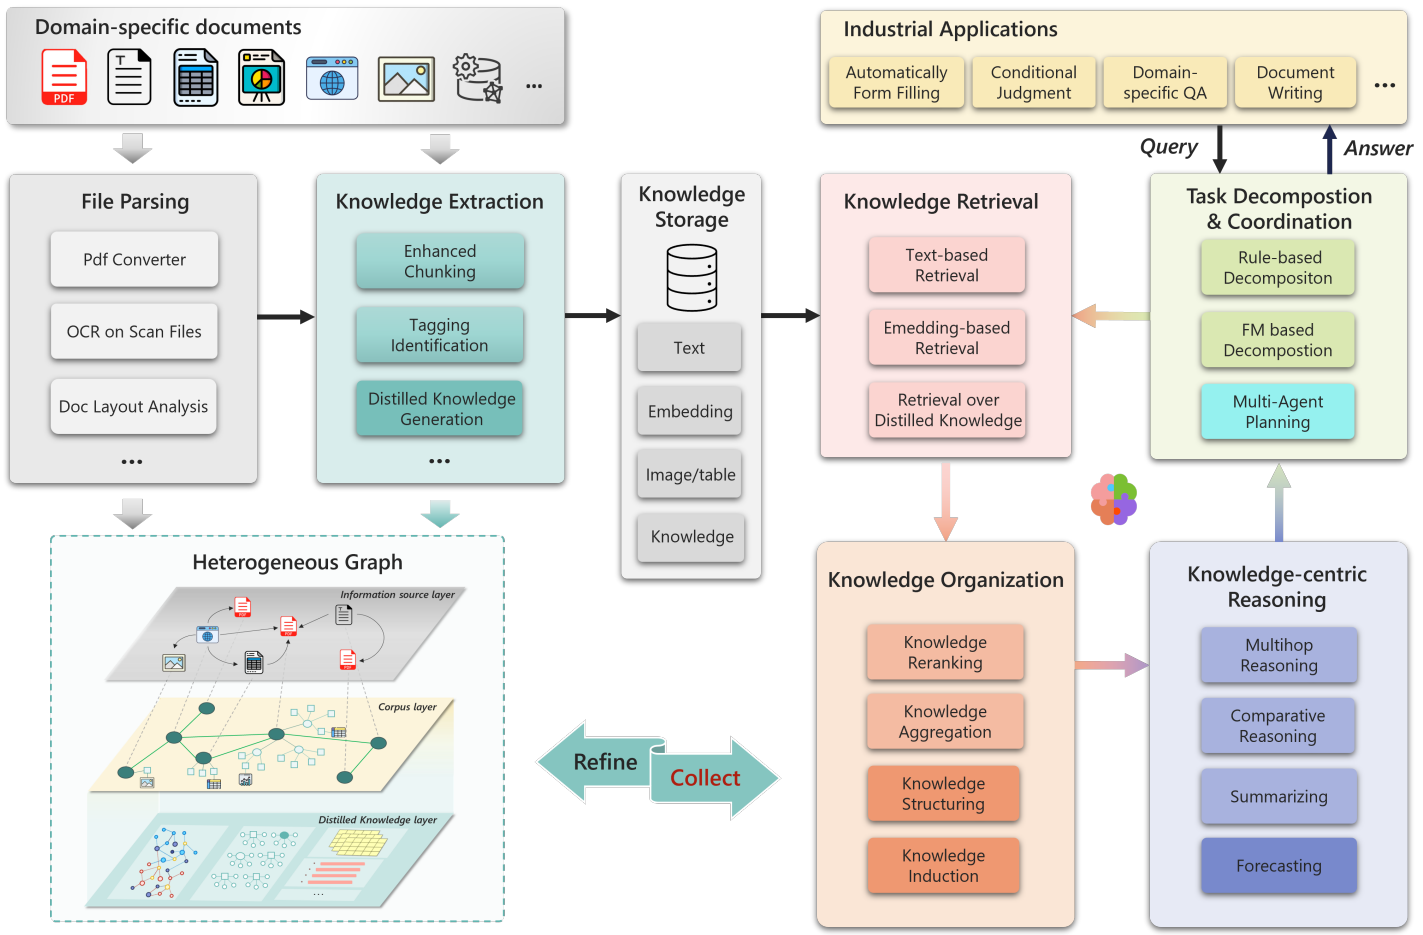 Domain-specific documents
PDF
T
...
Industrial Applications
Automatically
Form Filling
Conditional
Judgment
Domain-
specific QA
Document
Writing
...
Query
Answer
File Parsing
Pdf Converter
OCR on Scan Files
Doc Layout Analysis
...
Knowledge Extraction
Enhanced
Chunking
Tagging
Identification
Distilled Knowledge
Generation
...
Knowledge
Storage
Text
Embedding
Image/table
Knowledge
Knowledge Retrieval
Text-based
Retrieval
Emedding-based
Retrieval
Retrieval over
Distilled Knowledge
Task Decompostion
& Coordination
Rule-based
Decompositon
FM based
Decompostion
Multi-Agent
Planning
Heterogeneous Graph
Information source layer
PDF
T
PDF
PDF
Corpus layer
Distilled Knowledge layer
...
Refine
Collect
Knowledge Organization
Knowledge
Reranking
Knowledge
Aggregation
Knowledge
Structuring
Knowledge
Induction
Knowledge-centric
Reasoning
Multihop
Reasoning
Comparative
Reasoning
Summarizing
Forecasting